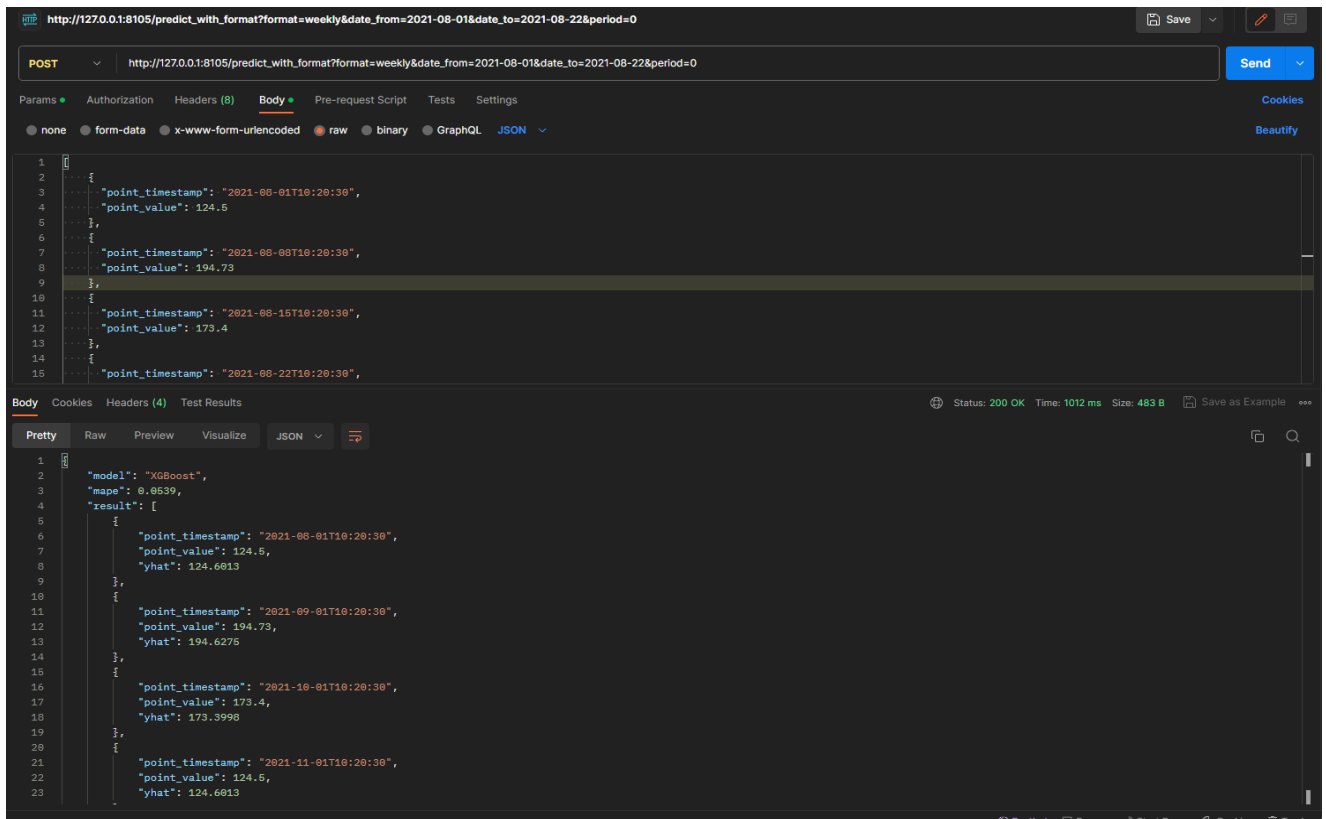 HTTP http://127.0.0.1:8105/predict_with_format?format=weekly&date_from=2021-08-01&date_to=2021-08-22&period=0 Save
POST http://127.0.0.1:8105/predict_with_format?format=weekly&date_from=2021-08-01&date_to=2021-08-22&period=0 Send
Params Authorization Headers (8) Body Pre-request Script Tests Settings Cookies
none form-data x-www-form-urlencoded raw binary GraphQL JSON Beautify
1 [
2 {
3 "point_timestamp": "2021-08-01T10:20:30",
4 "point_value": 124.5
5 },
6 {
7 "point_timestamp": "2021-08-08T10:20:30",
8 "point_value": 194.73
9 },
10 {
11 "point_timestamp": "2021-08-15T10:20:30",
12 "point_value": 173.4
13 },
14 {
15 "point_timestamp": "2021-08-22T10:20:30",
Body Cookies Headers (4) Test Results Status: 200 OK Time: 1012 ms Size: 483 B Save as Example
Pretty Raw Preview Visualize JSON
1 {
2 "model": "XGBoost",
3 "mape": 0.0539,
4 "result": [
5 {
6 "point_timestamp": "2021-08-01T10:20:30",
7 "point_value": 124.5,
8 "yhat": 124.6013
9 },
10 {
11 "point_timestamp": "2021-09-01T10:20:30",
12 "point_value": 194.73,
13 "yhat": 194.6275
14 },
15 {
16 "point_timestamp": "2021-10-01T10:20:30",
17 "point_value": 173.4,
18 "yhat": 173.3998
19 },
20 {
21 "point_timestamp": "2021-11-01T10:20:30",
22 "point_value": 124.5,
23 "yhat": 124.6013